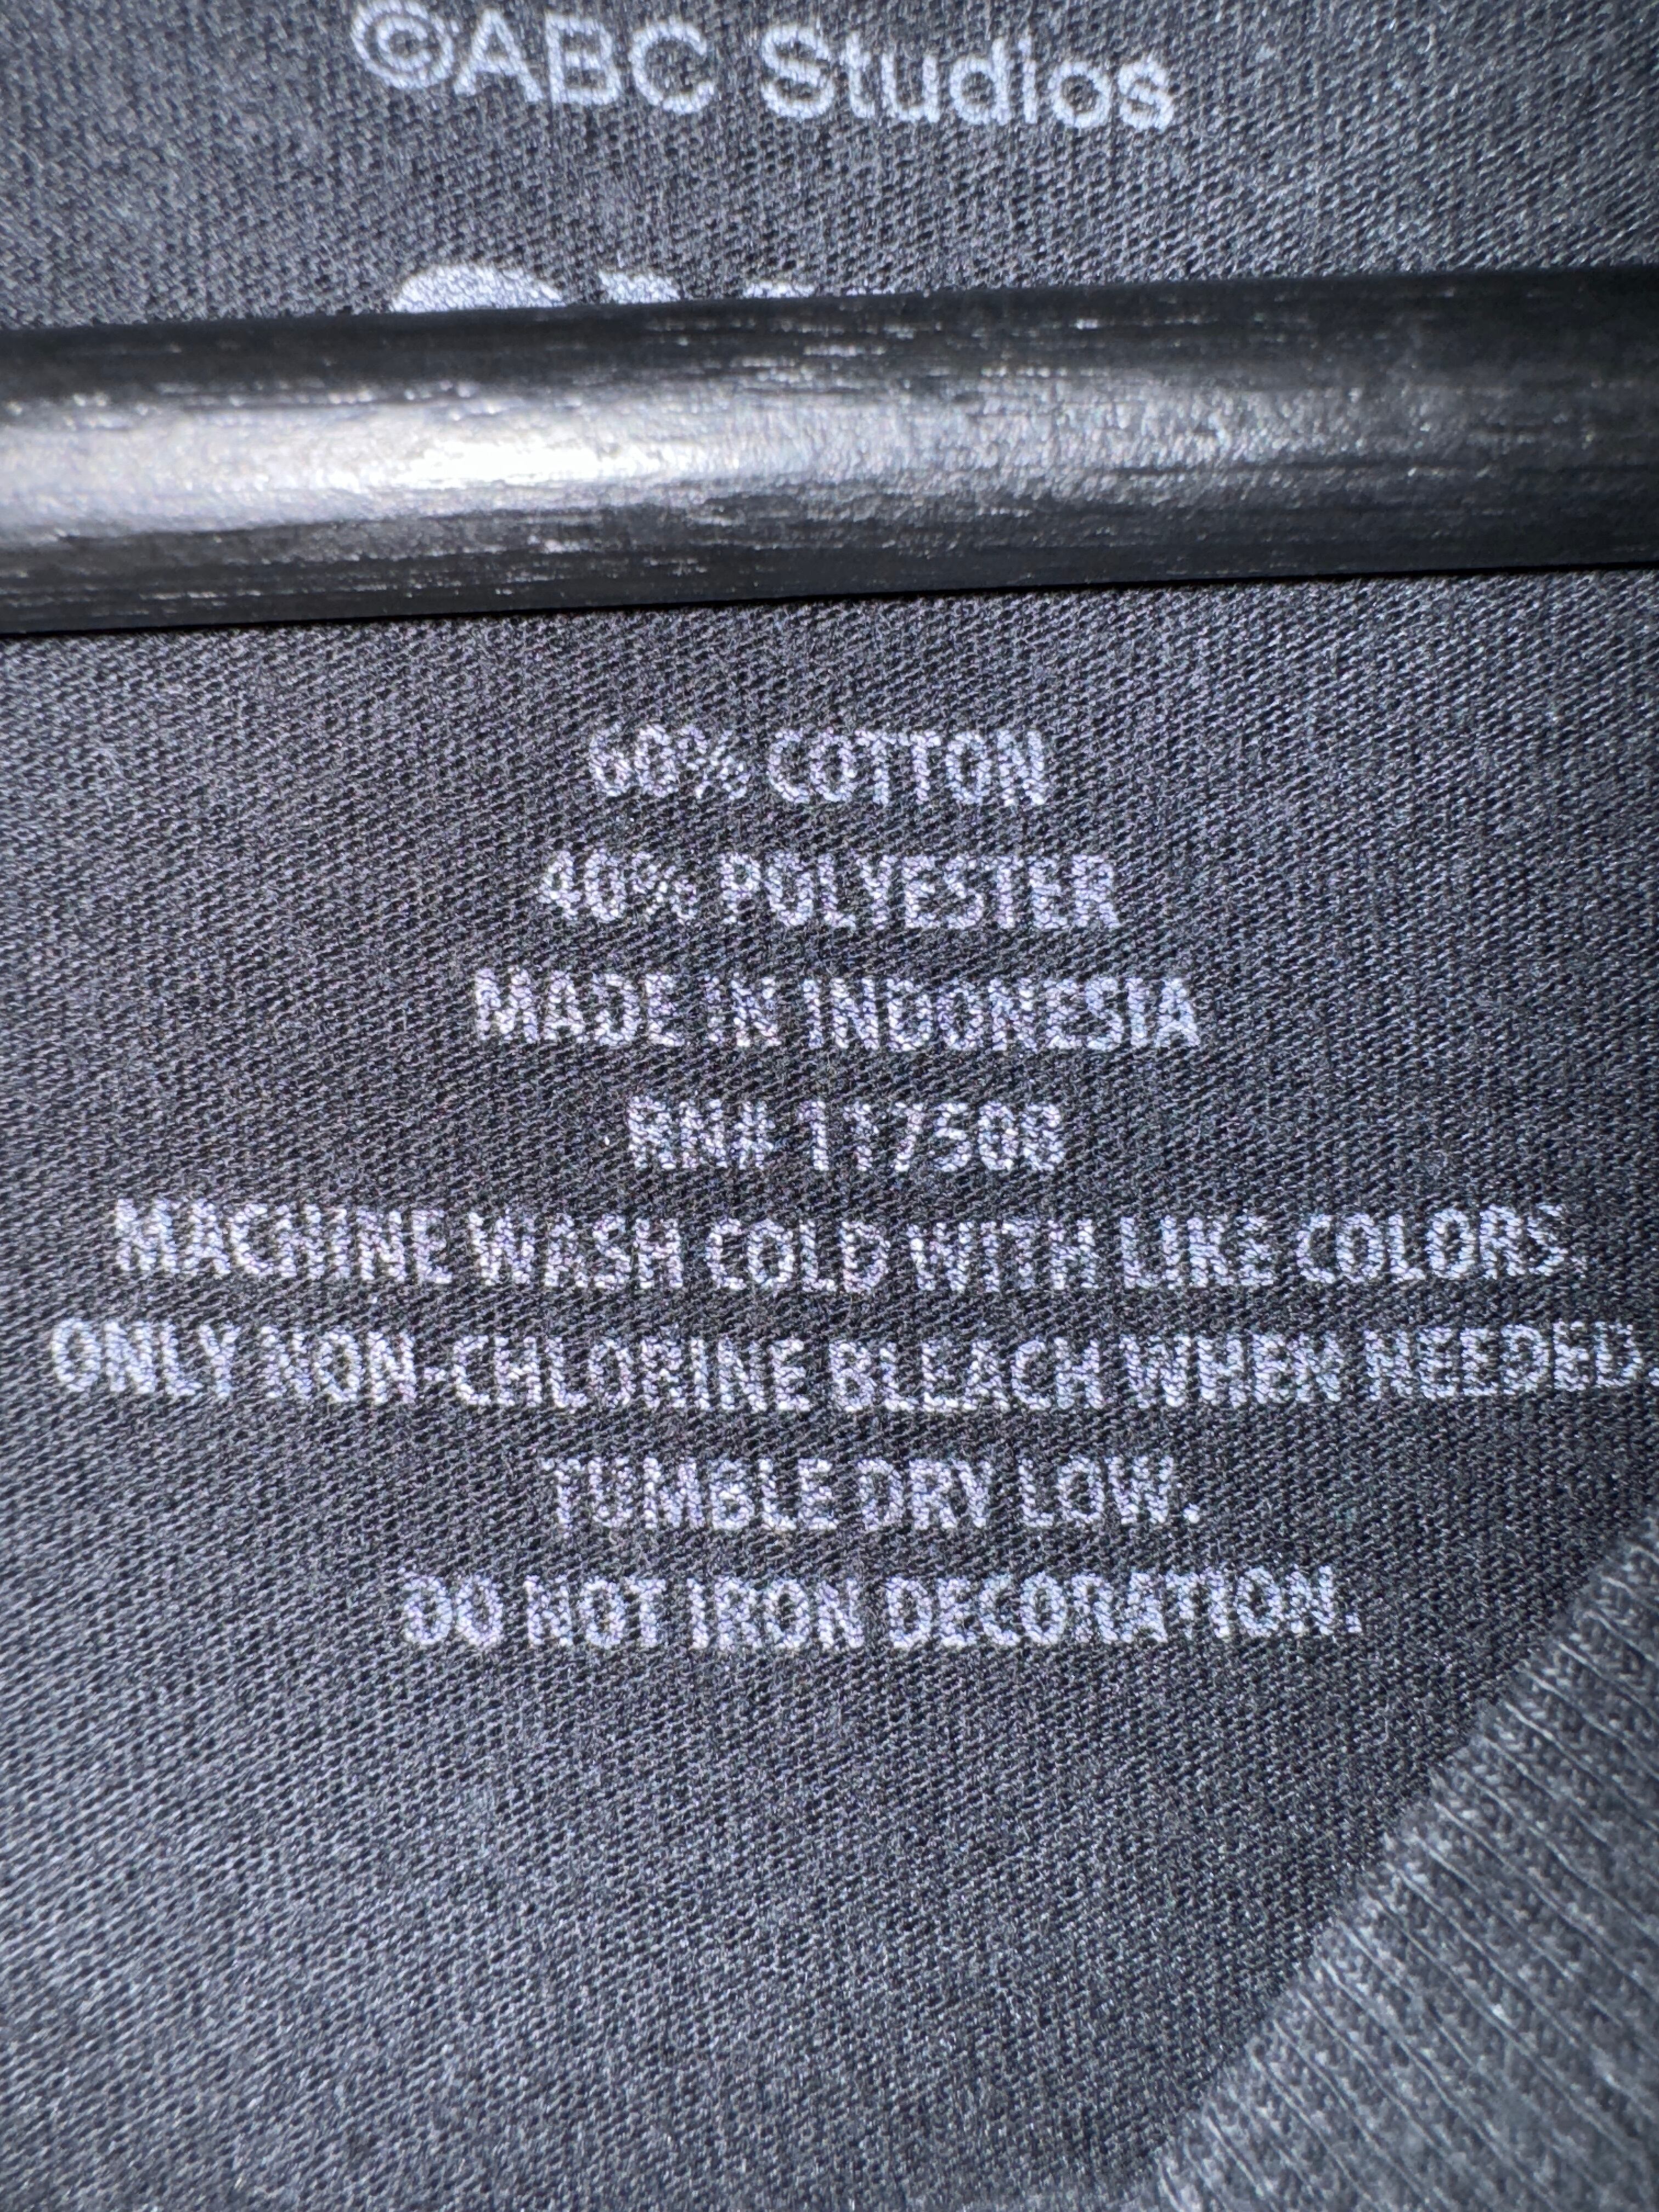 ©ABC Studios
60% COTTON
40% POLYESTER
MADE IN INDONESIA
RN# 117508
MACHINE WASH COLD WITH LIKE COLORS.
ONLY NON-CHLORINE BLEACH WHEN NEEDED.
TUMBLE DRY LOW.
DO NOT IRON DECORATION.